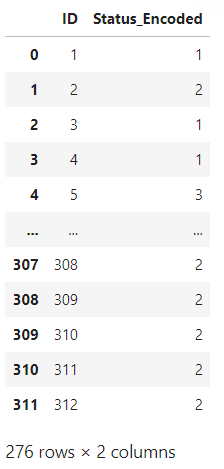 ID Status_Encoded
0 1 1
1 2 2
2 3 1
3 4 1
4 5 3
... ... ...
307 308 2
308 309 2
309 310 2
310 311 2
311 312 2
276 rows × 2 columns